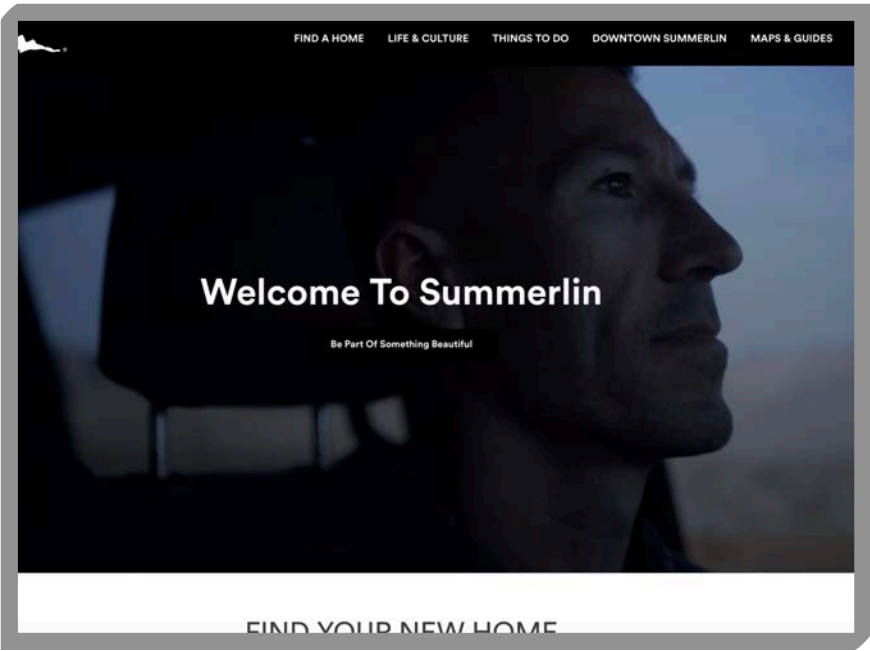 FIND A HOME LIFE & CULTURE THINGS TO DO DOWNTOWN SUMMERLIN MAPS & GUIDES
Welcome To Summerlin
Be Part Of Something Beautiful
FIND YOUR NEW HOME